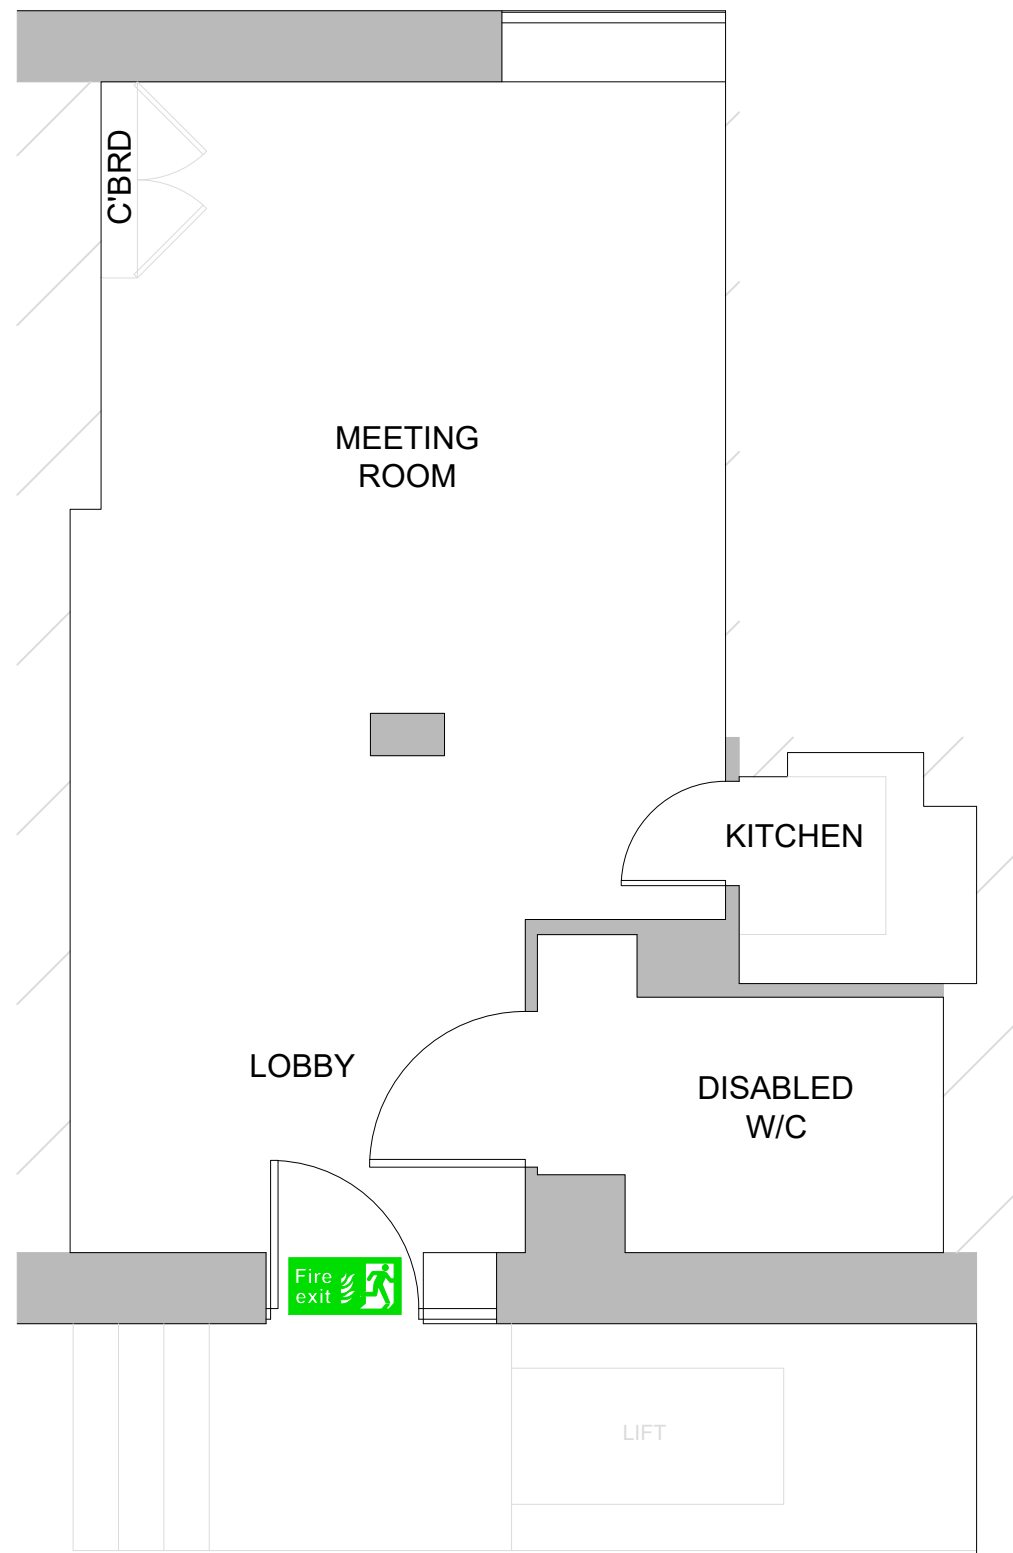 C'BRD
MEETING
ROOM
KITCHEN
LOBBY
DISABLED
W/C
Fire
exit
LIFT